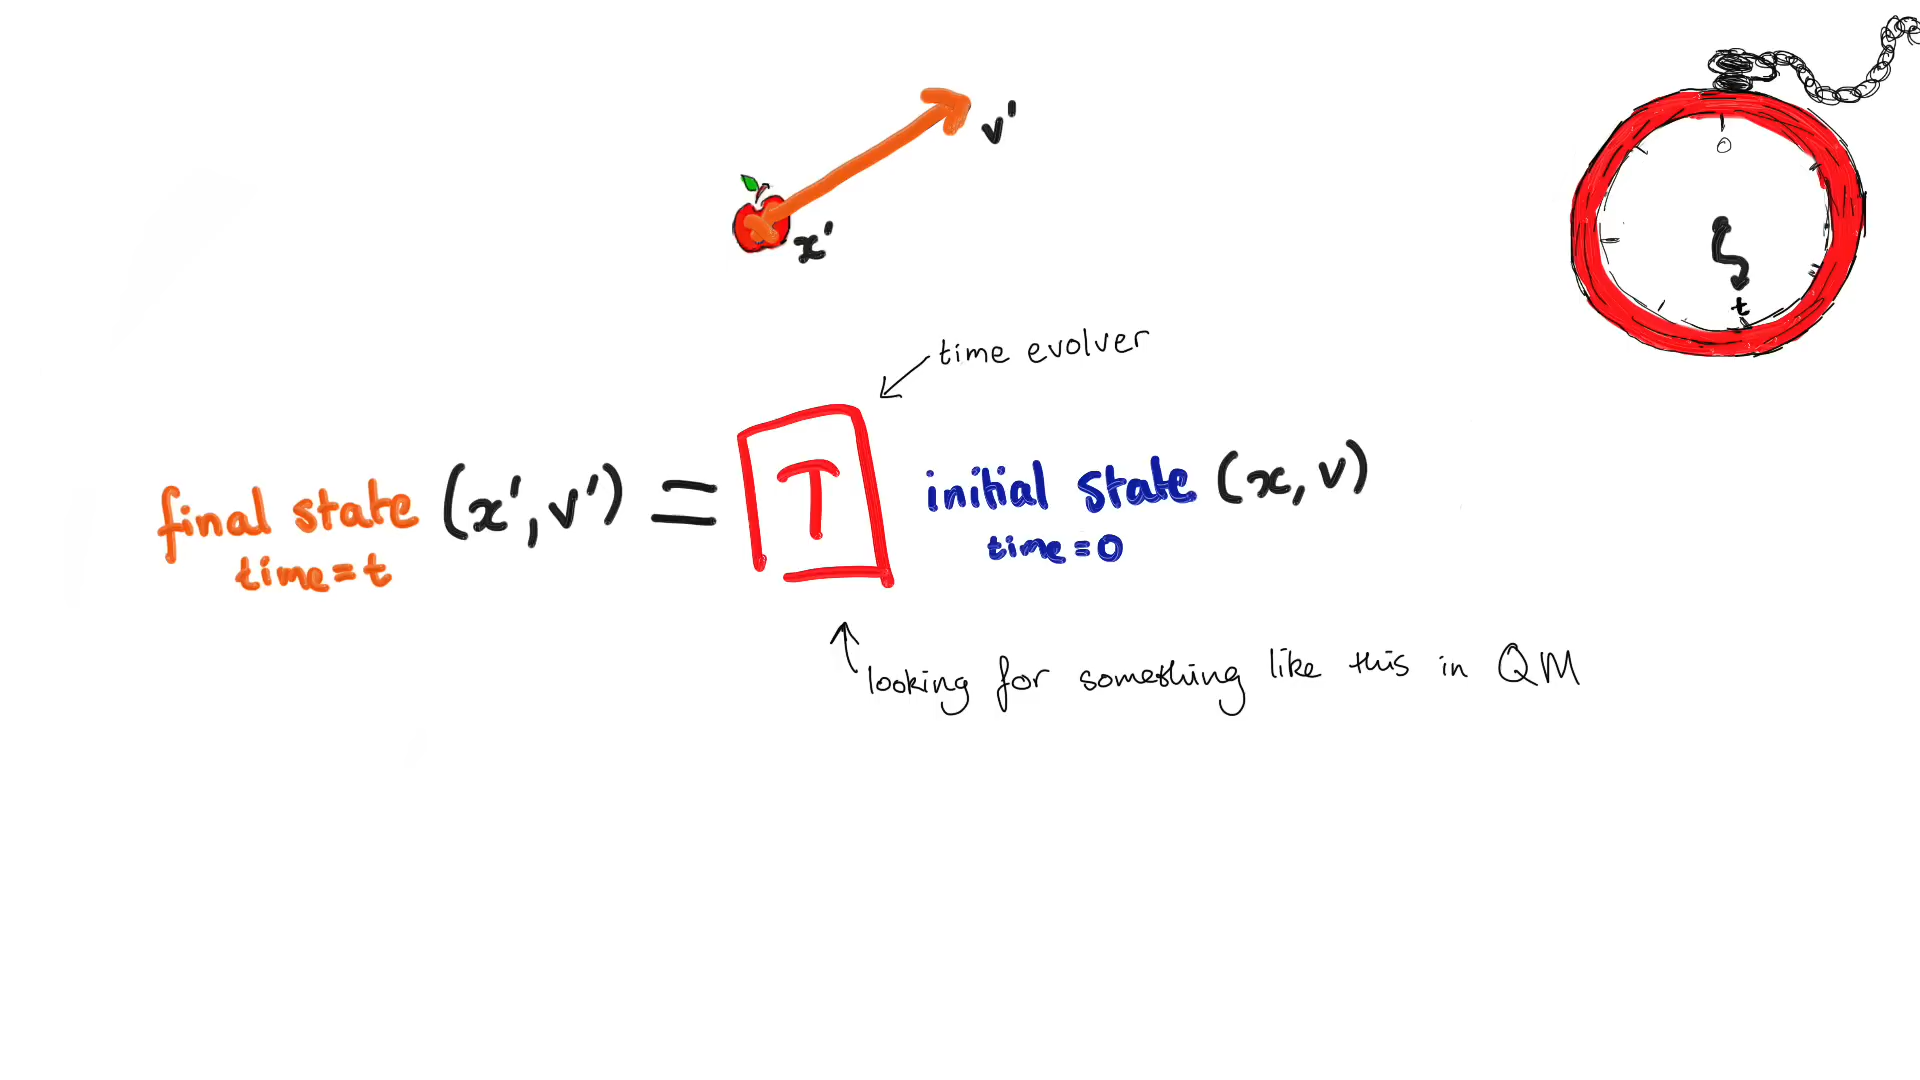 v'
x'
0
t
time evolver
final state (x', v') = T initial state (x, v)
time = t
time = 0
looking for something like this in QM